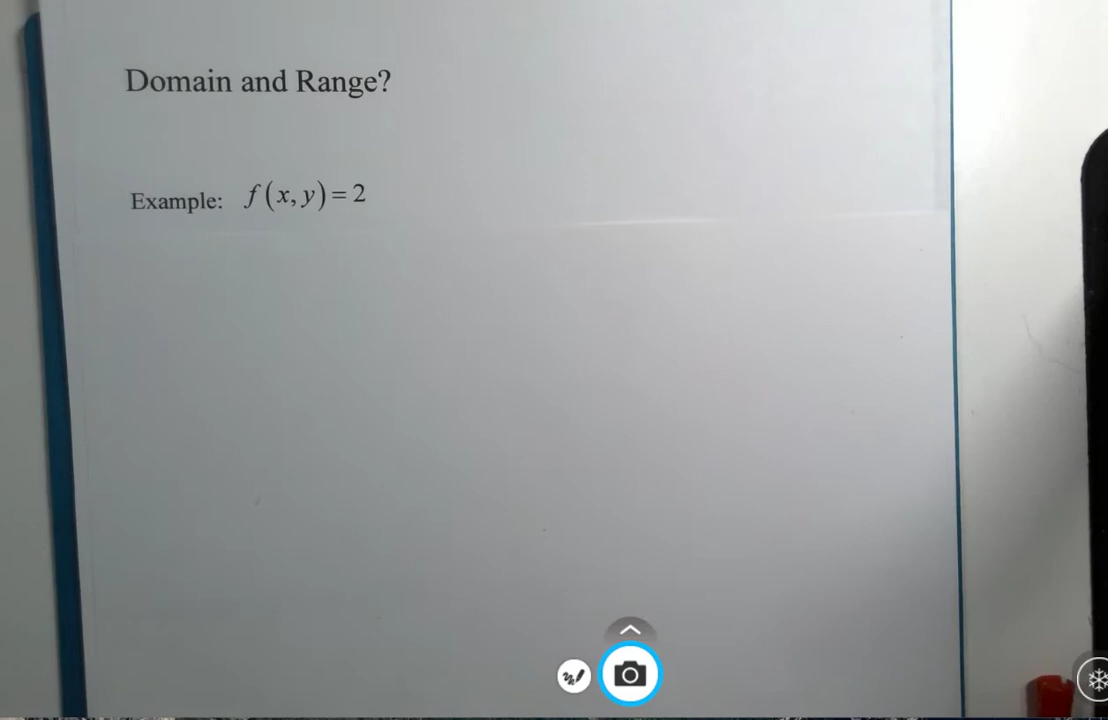 Domain and Range?
Example: f(x, y) = 2